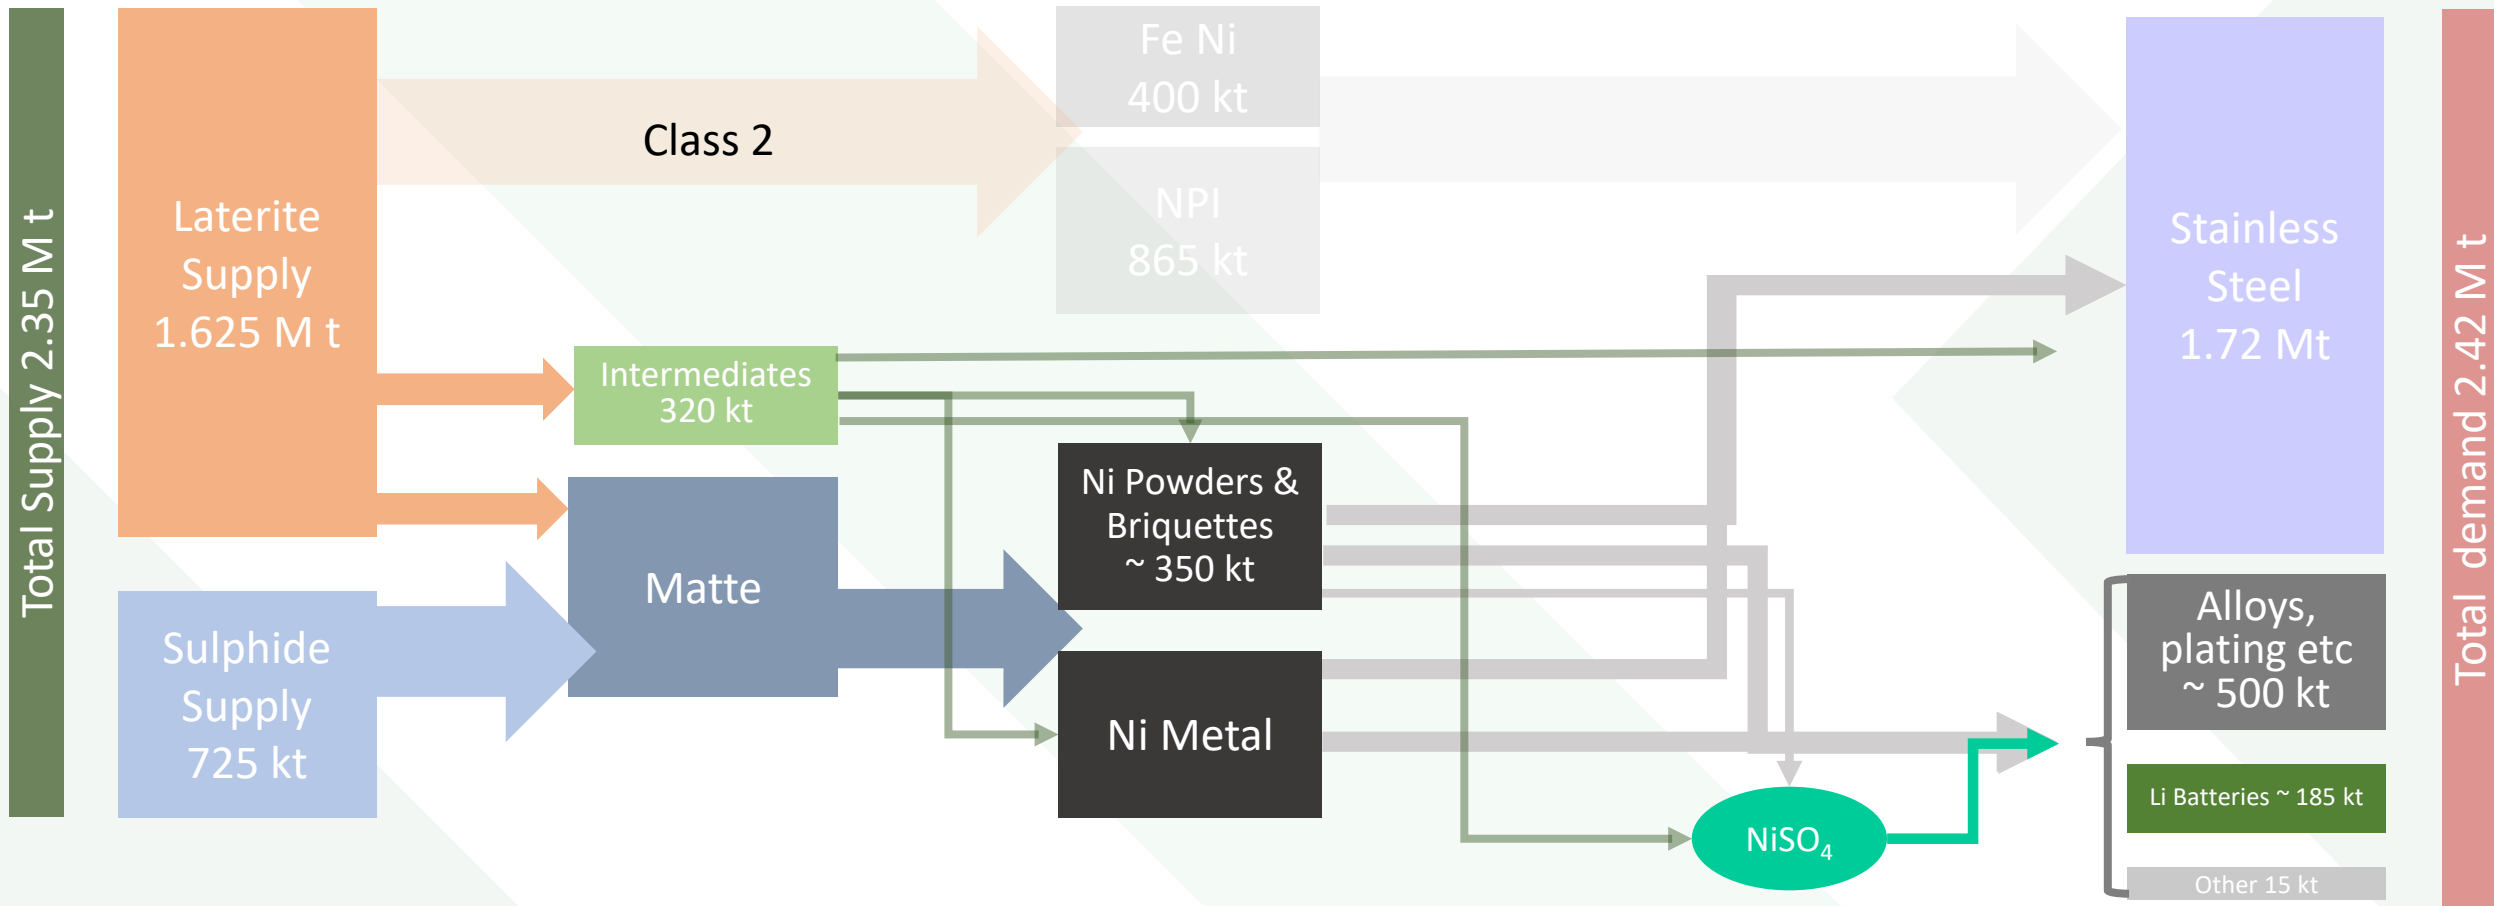 Total Supply 2.35 M t
Laterite
Supply
1.625 M t
Sulphide
Supply
725 kt
Class 2
Intermediates
320 kt
Matte
Fe Ni
400 kt
NPI
865 kt
Ni Powders &
Briquettes
~ 350 kt
Ni Metal
NiSO₄
Stainless
Steel
1.72 Mt
Alloys,
plating etc
~ 500 kt
Li Batteries ~ 185 kt
Other 15 kt
Total demand 2.42 M t